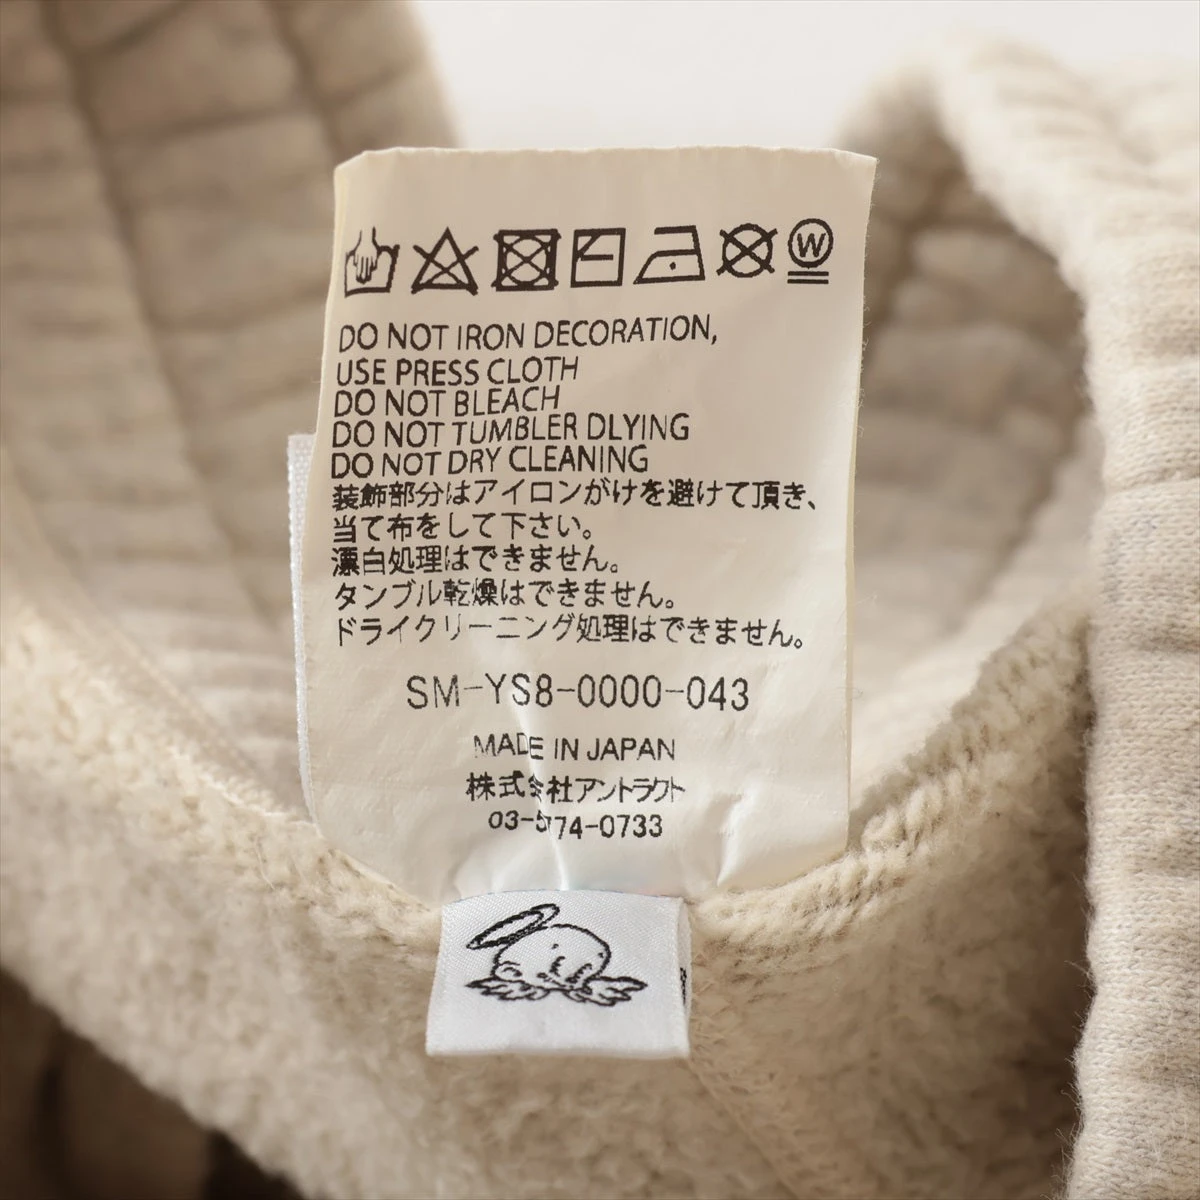 W
DO NOT IRON DECORATION,
USE PRESS CLOTH
DO NOT BLEACH
DO NOT TUMBLER DLYING
DO NOT DRY CLEANING
装飾部分はアイロンがけを避けて頂き、
当て布をして下さい。
漂白処理はできません。
タンブル乾燥はできません。
ドライクリーニング処理はできません。
SM-YS8-0000-043
MADE IN JAPAN
株式会社アントラクト
03-5774-0733